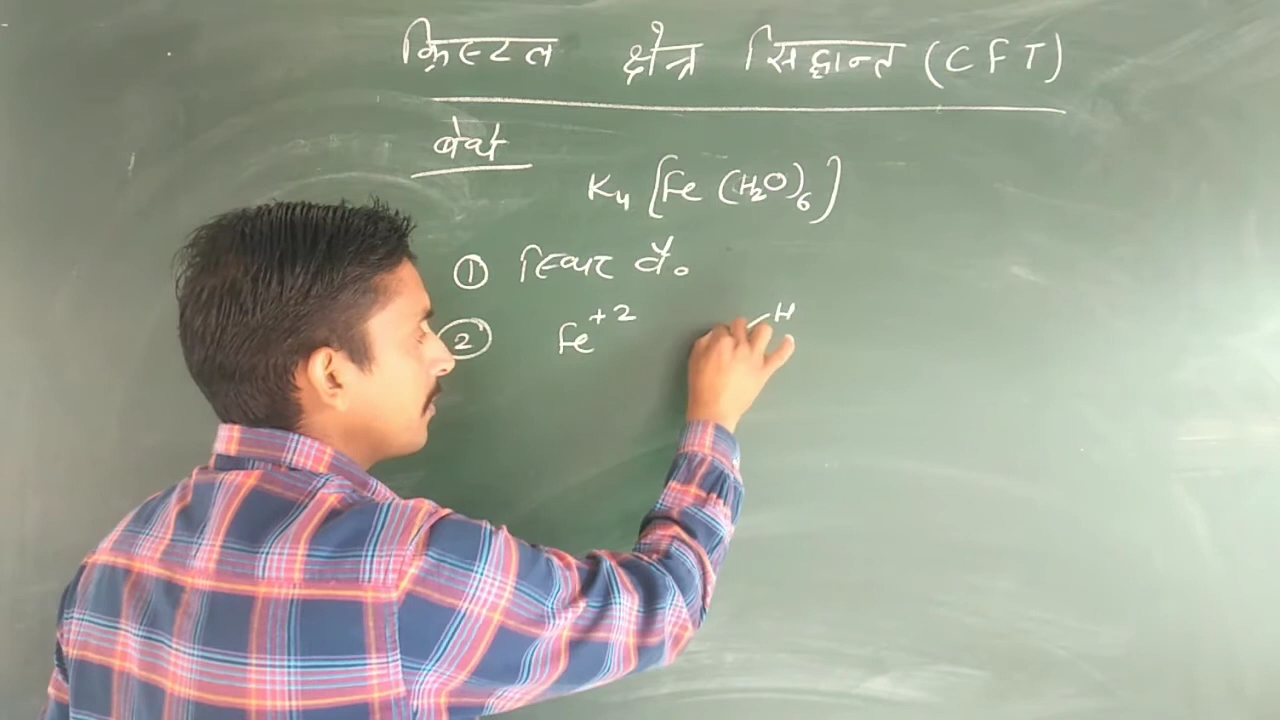 क्रिस्टल क्षेत्र सिद्धान्त (CFT)
बेथे
K₄ [Fe (H₂O)₆]
① स्थिर वै०
② Fe⁺² H